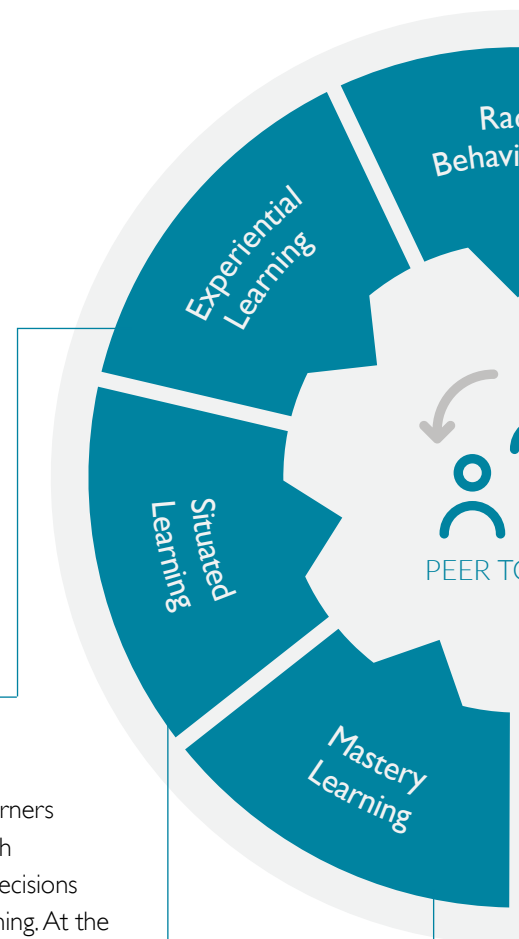 Rad
Behavi
Experiential
Learning
Situated
Learning
PEER TO
Mastery
Learning
rners
h
ecisions
ning. At the